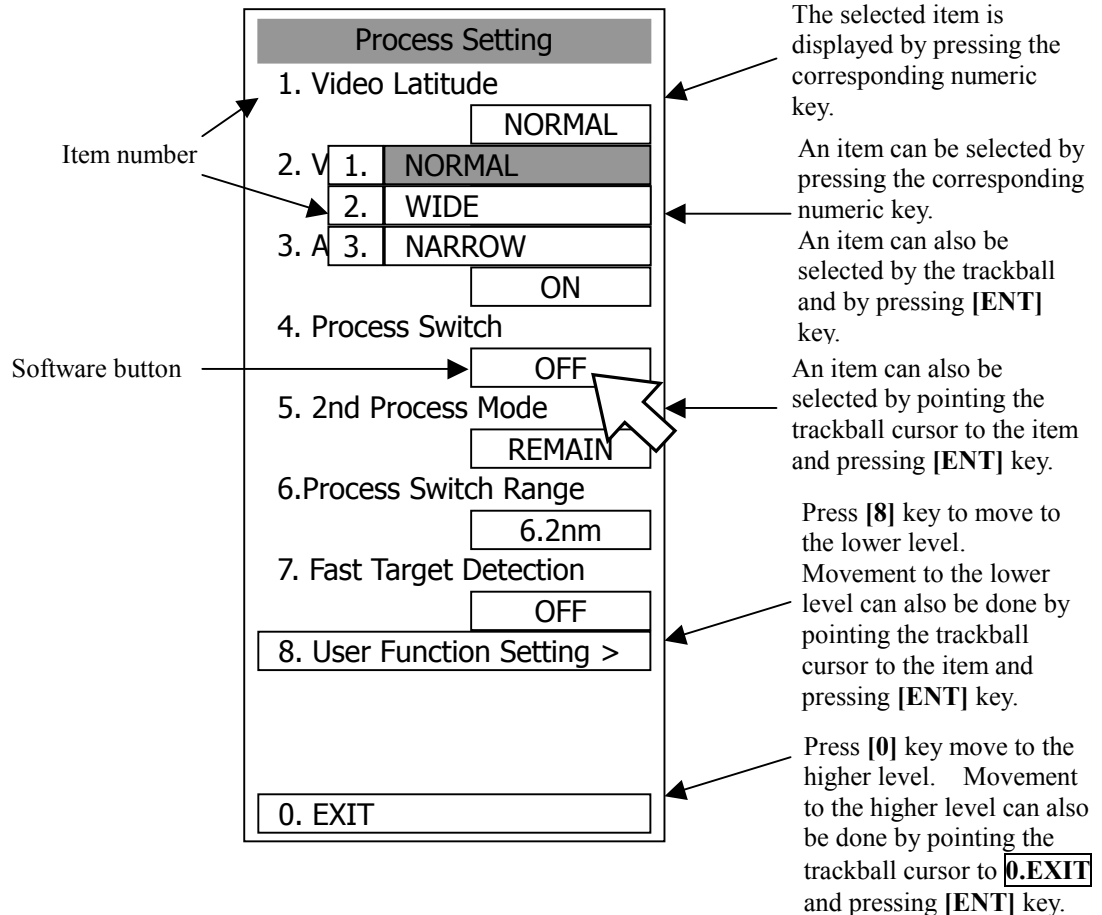 Process Setting
1. Video Latitude
NORMAL
2. V
1. NORMAL
2. WIDE
3. A
3. NARROW
ON
4. Process Switch
OFF
5. 2nd Process Mode
REMAIN
6.Process Switch Range
6.2nm
7. Fast Target Detection
OFF
8. User Function Setting >
0. EXIT
Item number
Software button
The selected item is
displayed by pressing the
corresponding numeric
key.
An item can be selected by
pressing the corresponding
numeric key.
An item can also be
selected by the trackball
and by pressing [ENT]
key.
An item can also be
selected by pointing the
trackball cursor to the item
and pressing [ENT] key.
Press [8] key to move to
the lower level.
Movement to the lower
level can also be done by
pointing the trackball
cursor to the item and
pressing [ENT] key.
Press [0] key move to the
higher level. Movement
to the higher level can also
be done by pointing the
trackball cursor to 0.EXIT
and pressing [ENT] key.